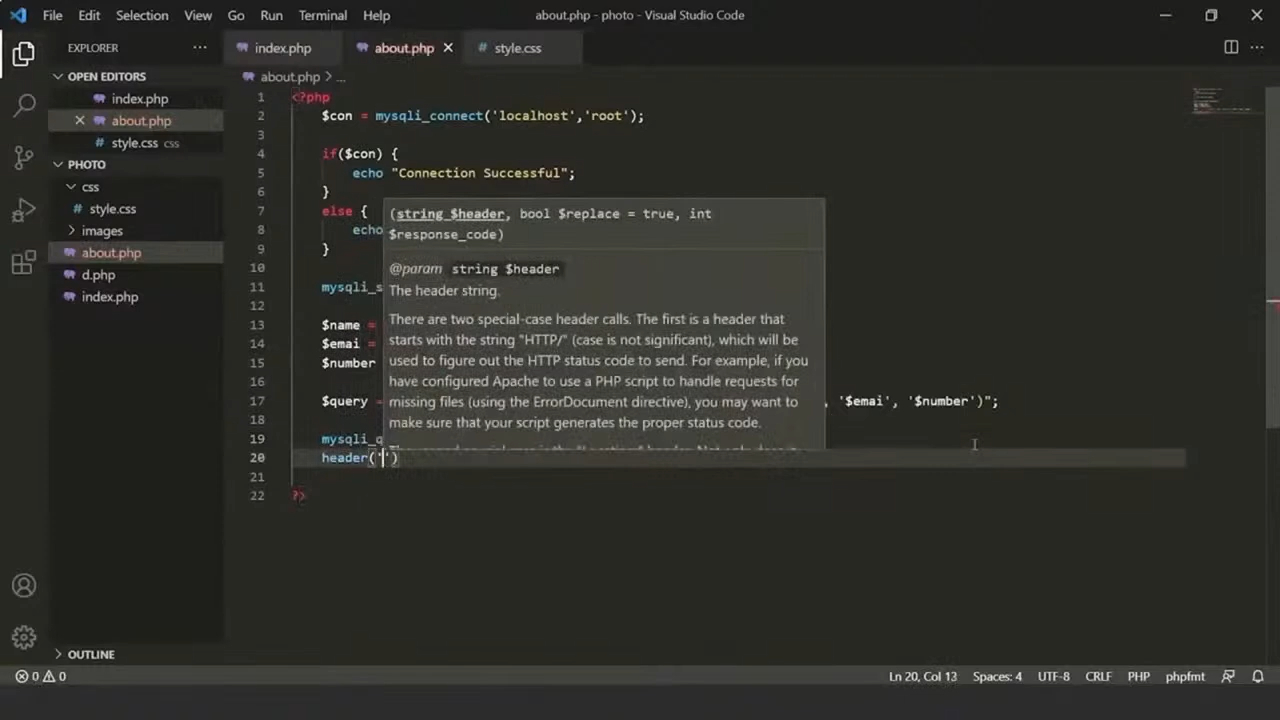 File Edit Selection View Go Run Terminal Help about.php - photo - Visual Studio Code
EXPLORER ...
index.php about.php style.css ...
OPEN EDITORS
index.php
about.php
style.css css
PHOTO
css
style.css
images
about.php
d.php
index.php
OUTLINE
about.php > ...
1 <?php
2 $con = mysqli_connect('localhost','root');
3
4 if($con) {
5 echo "Connection Successful";
6 }
7 else {
8 echo
9 }
10
11 mysqli_s
12
13 $name =
14 $emai =
15 $number
16
17 $query = , '$emai', '$number')";
18
19 mysqli_q
20 header('')
21
22 ?>
(string $header, bool $replace = true, int
$response_code)
@param string $header
The header string.
There are two special-case header calls. The first is a header that
starts with the string "HTTP/" (case is not significant), which will be
used to figure out the HTTP status code to send. For example, if you
have configured Apache to use a PHP script to handle requests for
missing files (using the ErrorDocument directive), you may want to
make sure that your script generates the proper status code.
0 0 Ln 20, Col 13 Spaces: 4 UTF-8 CRLF PHP phpfmt